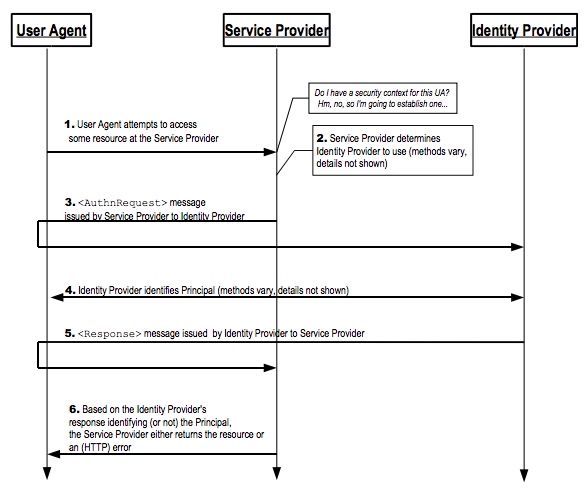 User Agent
Service Provider
Identity Provider
Do I have a security context for this UA?
Hm, no, so I'm going to establish one...
1. User Agent attempts to access
some resource at the Service Provider
2. Service Provider determines
Identity Provider to use (methods vary,
details not shown)
3. <AuthnRequest> message
issued by Service Provider to Identity Provider
4. Identity Provider identifies Principal (methods vary, details not shown)
5. <Response> message issued by Identity Provider to Service Provider
6. Based on the Identity Provider's
response identifying (or not) the Principal,
the Service Provider either returns the resource or
an (HTTP) error